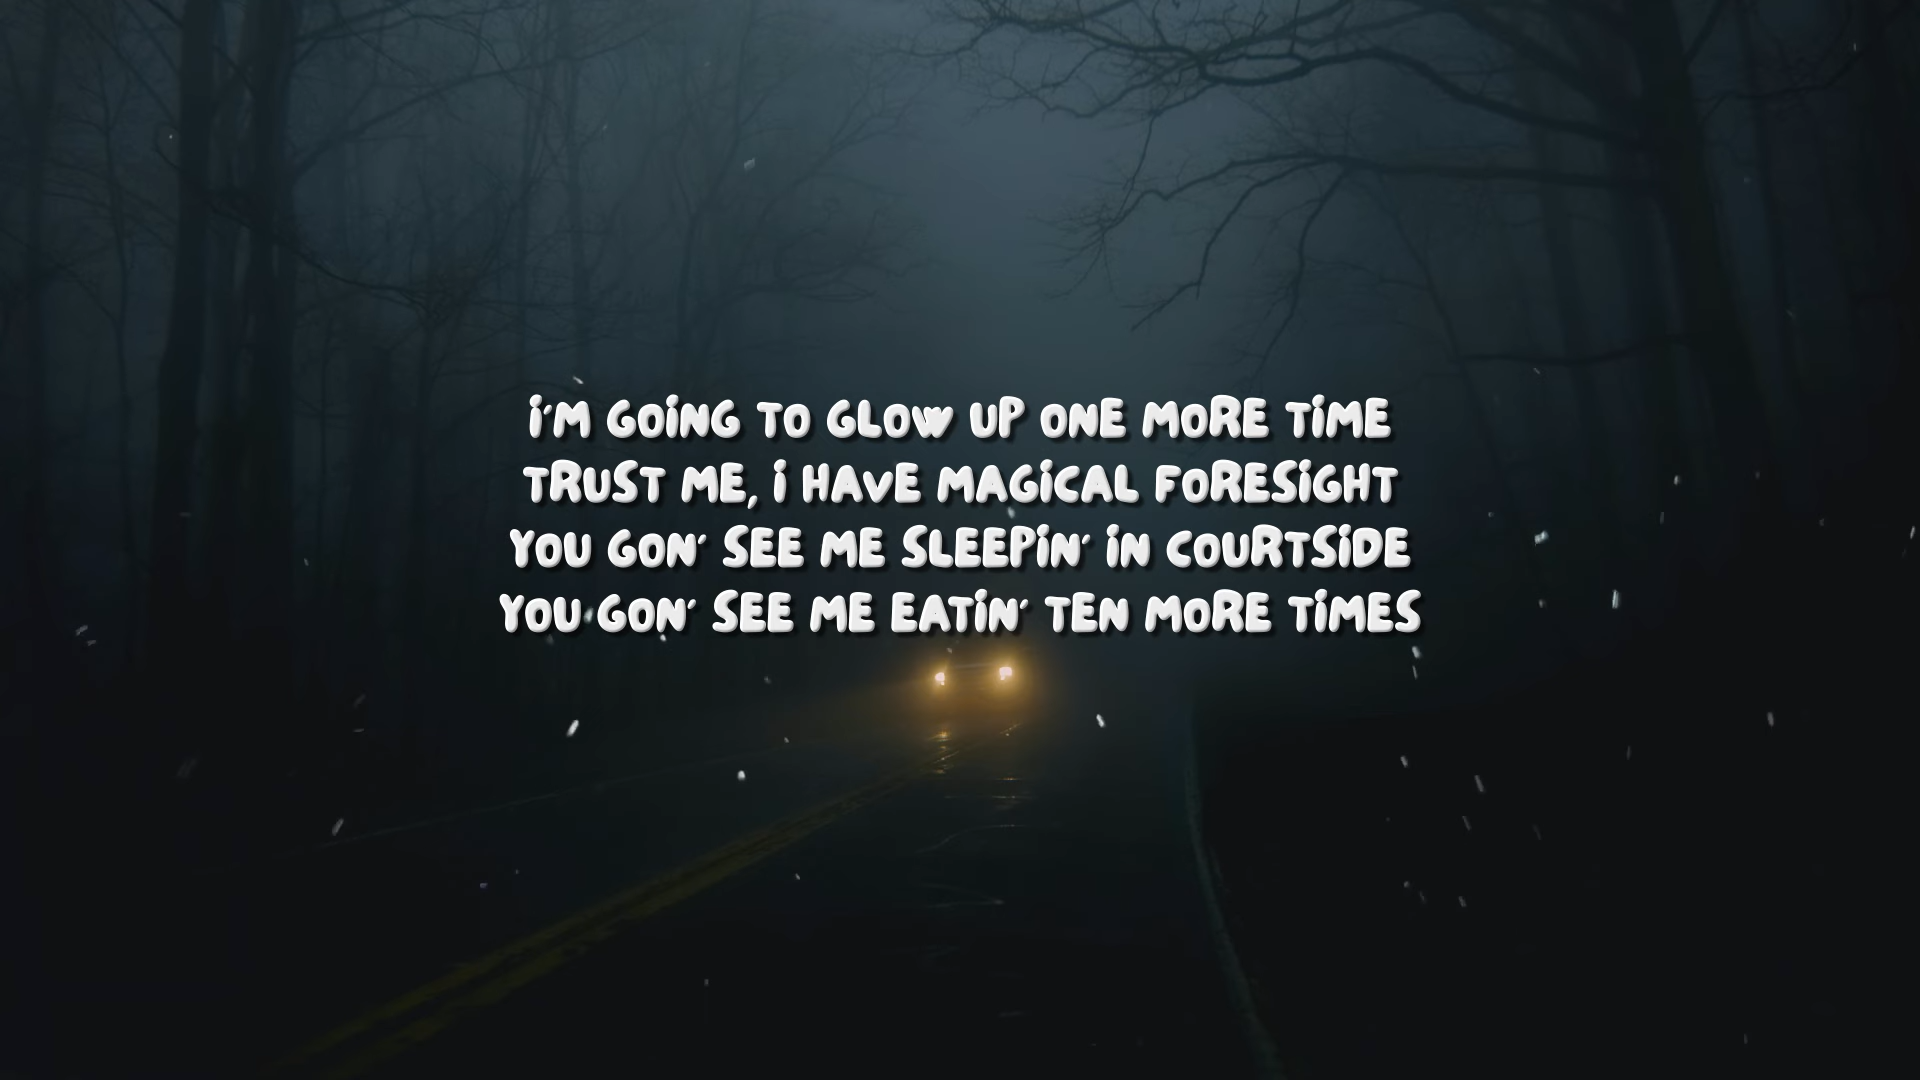 I'M GOING TO GLOW UP ONE MORE TIME
TRUST ME, I HAVE MAGICAL FORESIGHT
YOU GON' SEE ME SLEEPIN' IN COURTSIDE
YOU GON' SEE ME EATIN' TEN MORE TIMES